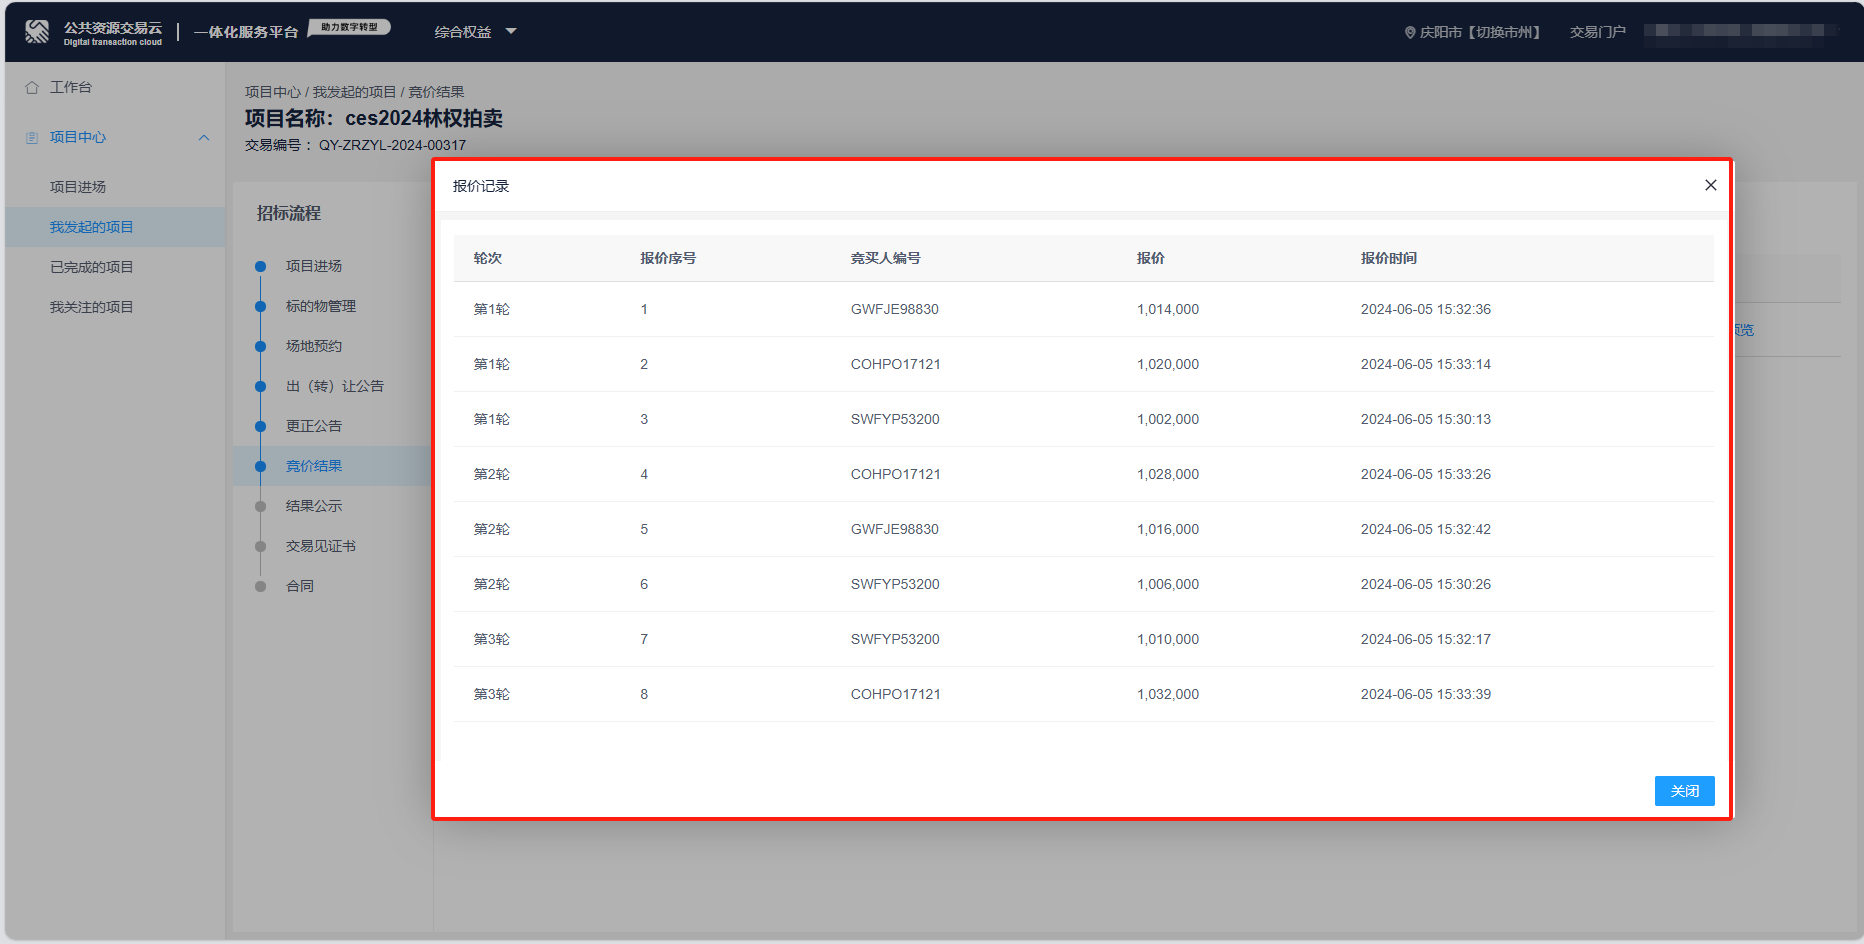 公共资源交易云
Digital transaction cloud
一体化服务平台
助力数字转型
综合权益
庆阳市【切换市州】
交易门户
工作台
项目中心
项目进场
我发起的项目
已完成的项目
我关注的项目
项目中心 / 我发起的项目 / 竞价结果
项目名称：ces2024林权拍卖
交易编号： QY-ZRZYL-2024-00317
招标流程
项目进场
标的物管理
场地预约
出（转）让公告
更正公告
竞价结果
结果公示
交易见证书
合同
报价记录
轮次 报价序号 竞买人编号 报价 报价时间
第1轮 1 GWFJE98830 1,014,000 2024-06-05 15:32:36
第1轮 2 COHPO17121 1,020,000 2024-06-05 15:33:14
第1轮 3 SWFYP53200 1,002,000 2024-06-05 15:30:13
第2轮 4 COHPO17121 1,028,000 2024-06-05 15:33:26
第2轮 5 GWFJE98830 1,016,000 2024-06-05 15:32:42
第2轮 6 SWFYP53200 1,006,000 2024-06-05 15:30:26
第3轮 7 SWFYP53200 1,010,000 2024-06-05 15:32:17
第3轮 8 COHPO17121 1,032,000 2024-06-05 15:33:39
关闭